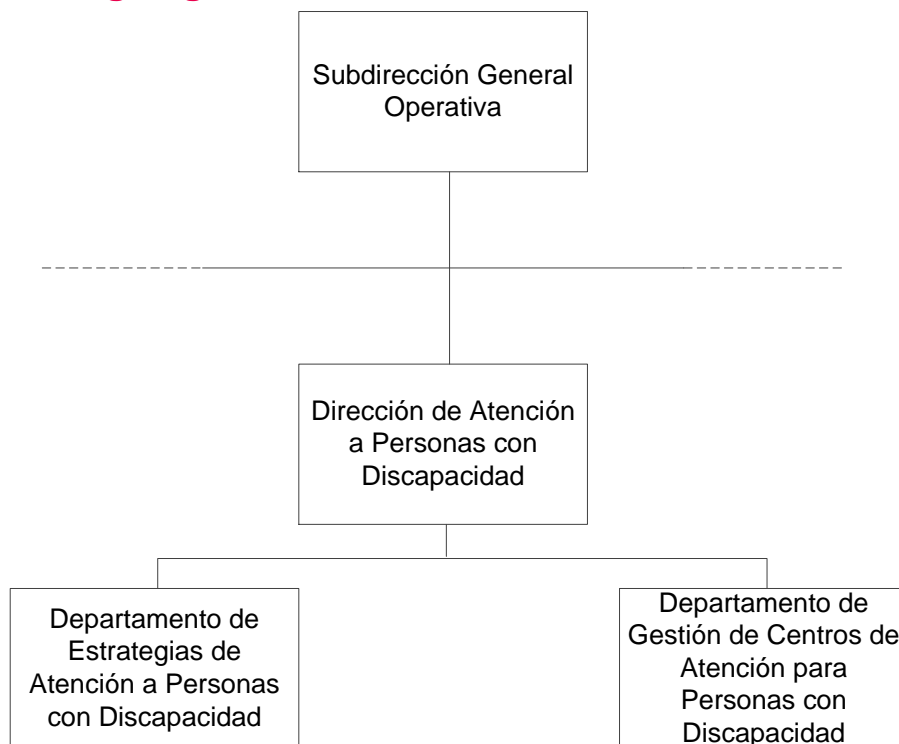 Subdirección General
Operativa
Dirección de Atención
a Personas con
Discapacidad
Departamento de
Estrategias de
Atención a Personas
con Discapacidad
Departamento de
Gestión de Centros de
Atención para
Personas con
Discapacidad